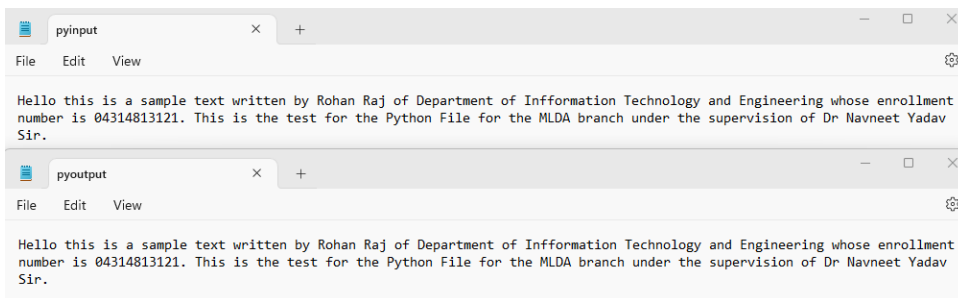 pyinput
File Edit View
Hello this is a sample text written by Rohan Raj of Department of Infformation Technology and Engineering whose enrollment
number is 04314813121. This is the test for the Python File for the MLDA branch under the supervision of Dr Navneet Yadav
Sir.
pyoutput
File Edit View
Hello this is a sample text written by Rohan Raj of Department of Infformation Technology and Engineering whose enrollment
number is 04314813121. This is the test for the Python File for the MLDA branch under the supervision of Dr Navneet Yadav
Sir.